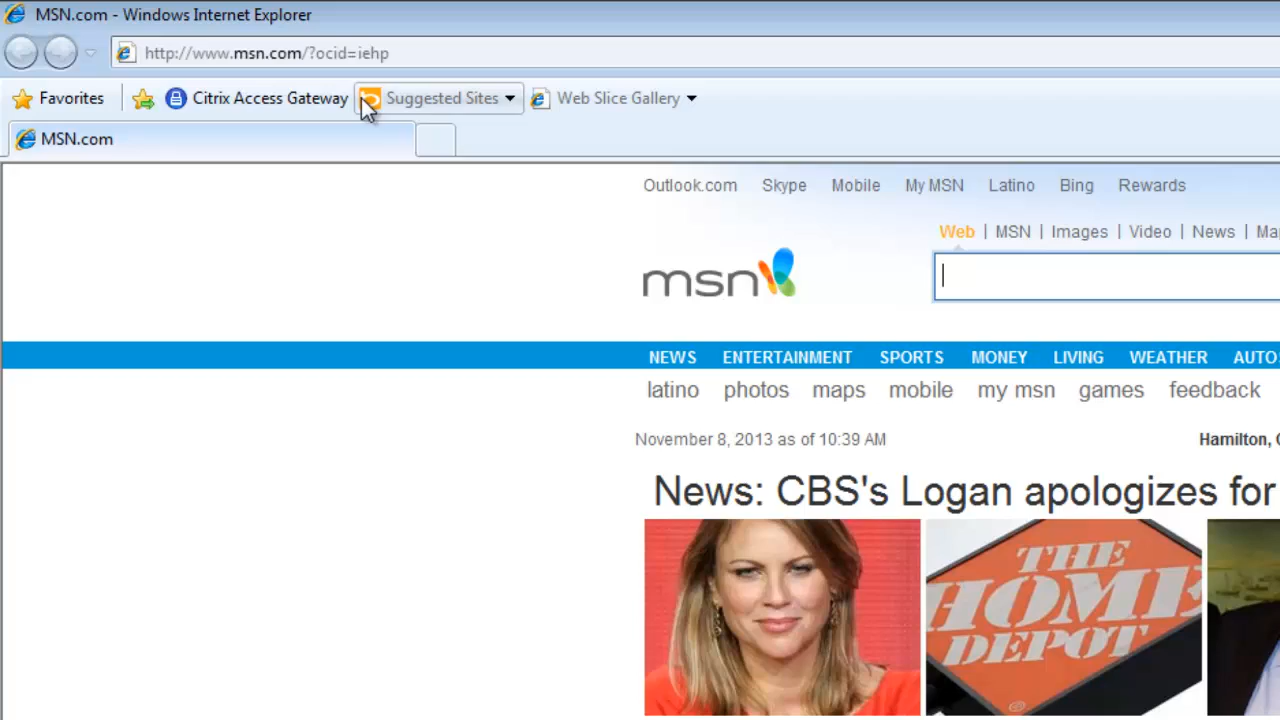 MSN.com - Windows Internet Explorer
http://www.msn.com/?ocid=iehp
Favorites Citrix Access Gateway Suggested Sites Web Slice Gallery
MSN.com
Outlook.com Skype Mobile My MSN Latino Bing Rewards
Web | MSN | Images | Video | News |
msn
NEWS ENTERTAINMENT SPORTS MONEY LIVING WEATHER
latino photos maps mobile my msn games feedback
November 8, 2013 as of 10:39 AM Hamilton,
News: CBS's Logan apologizes for
THE
HOME
DEPOT